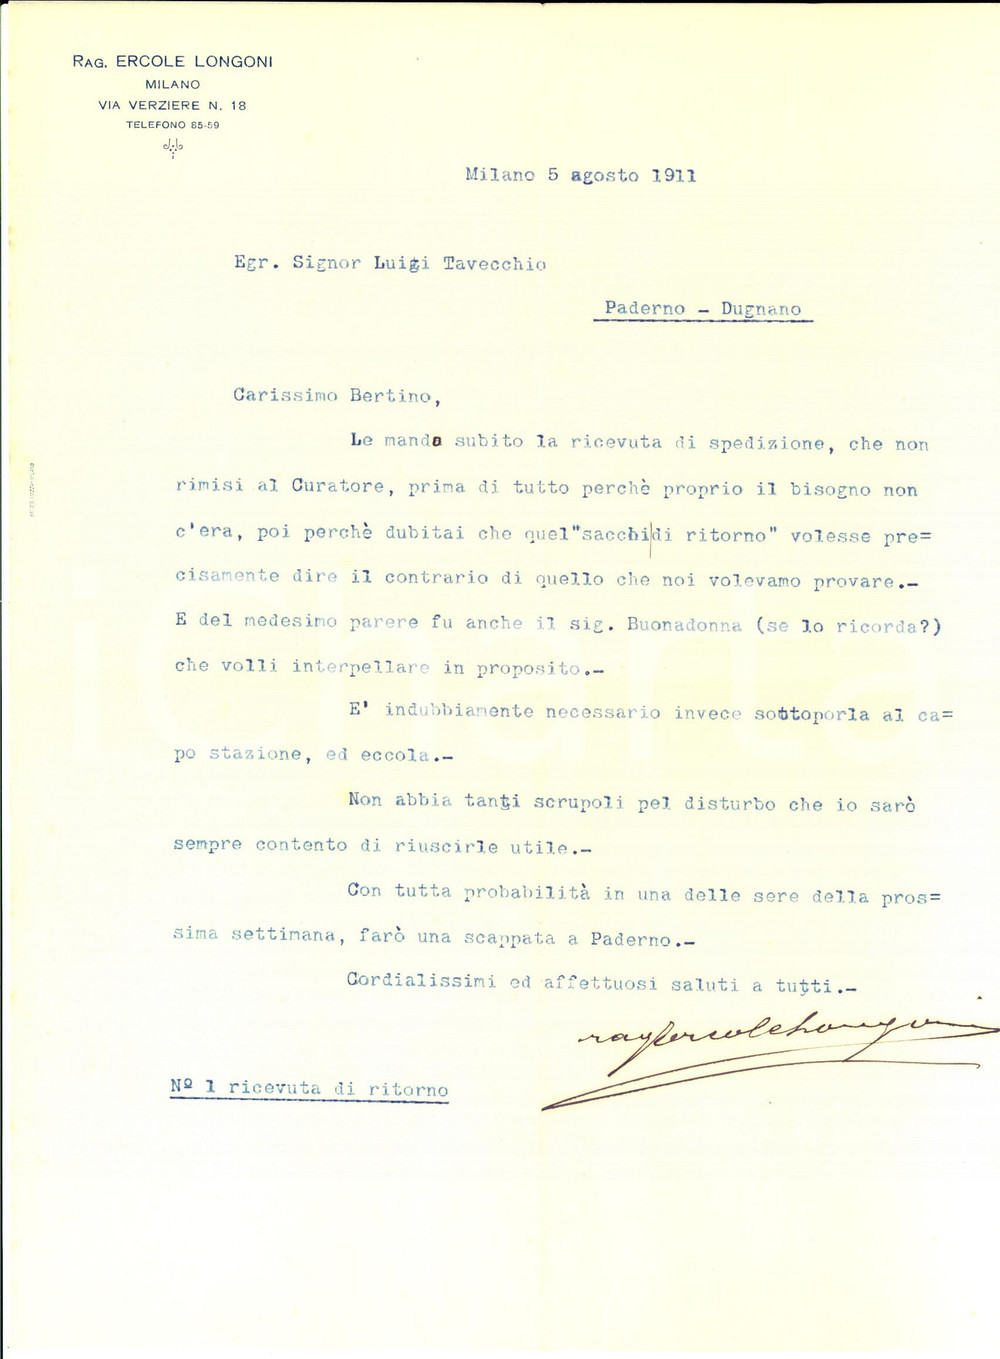 RAG. ERCOLE LONGONI
MILANO
VIA VERZIERE N. 18
TELEFONO 85-59
Milano 5 agosto 1911
Egr. Signor Luigi Tavecchio
Paderno - Dugnano
Carissimo Bertino,
Le mando subito la ricevuta di spedizione, che non
rimisi al Curatore, prima di tutto perchè proprio il bisogno non
c'era, poi perchè dubitai che quel"sacchi|di ritorno" volesse pre=
cisamente dire il contrario di quello che noi volevamo provare.-
E del medesimo parere fu anche il sig. Buonadonna (se lo ricorda?)
che volli interpellare in proposito.-
E' indubbiamente necessario invece sottoporla al ca=
po stazione, ed eccola.-
Non abbia tanti scrupoli pel disturbo che io sarò
sempre contento di riuscirle utile.-
Con tutta probabilità in una delle sere della pros=
sima settimana, farò una scappata a Paderno.-
Cordialissimi ed affettuosi saluti a tutti.-
rag Ercole Longoni
Nº 1 ricevuta di ritorno